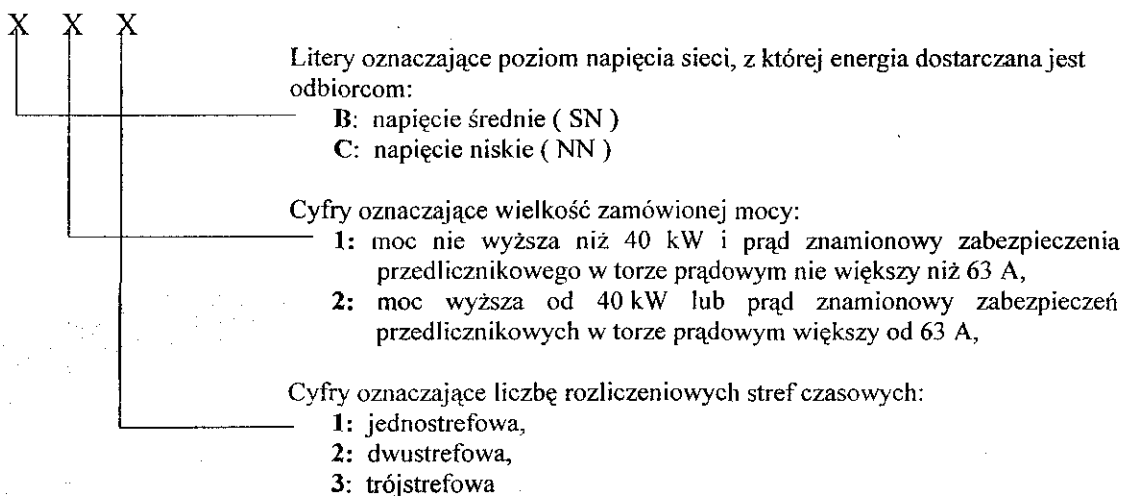 X X X
Litery oznaczające poziom napięcia sieci, z której energia dostarczana jest
odbiorcom:
B: napięcie średnie ( SN )
C: napięcie niskie ( NN )
Cyfry oznaczające wielkość zamówionej mocy:
1: moc nie wyższa niż 40 kW i prąd znamionowy zabezpieczenia
przedlicznikowego w torze prądowym nie większy niż 63 A,
2: moc wyższa od 40 kW lub prąd znamionowy zabezpieczeń
przedlicznikowych w torze prądowym większy od 63 A,
Cyfry oznaczające liczbę rozliczeniowych stref czasowych:
1: jednostrefowa,
2: dwustrefowa,
3: trójstrefowa